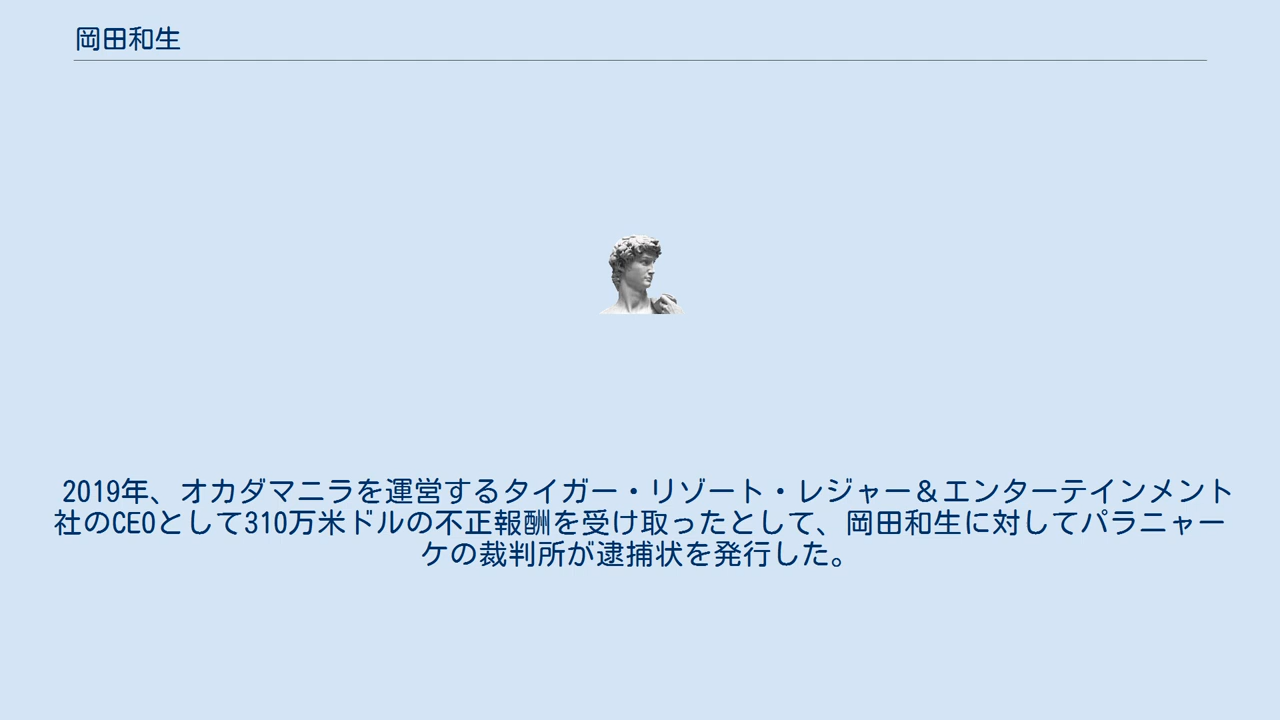 岡田和生
2019年、オカダマニラを運営するタイガー・リゾート・レジャー＆エンターテインメント
社のCEOとして310万米ドルの不正報酬を受け取ったとして、岡田和生に対してパラニャー
ケの裁判所が逮捕状を発行した。